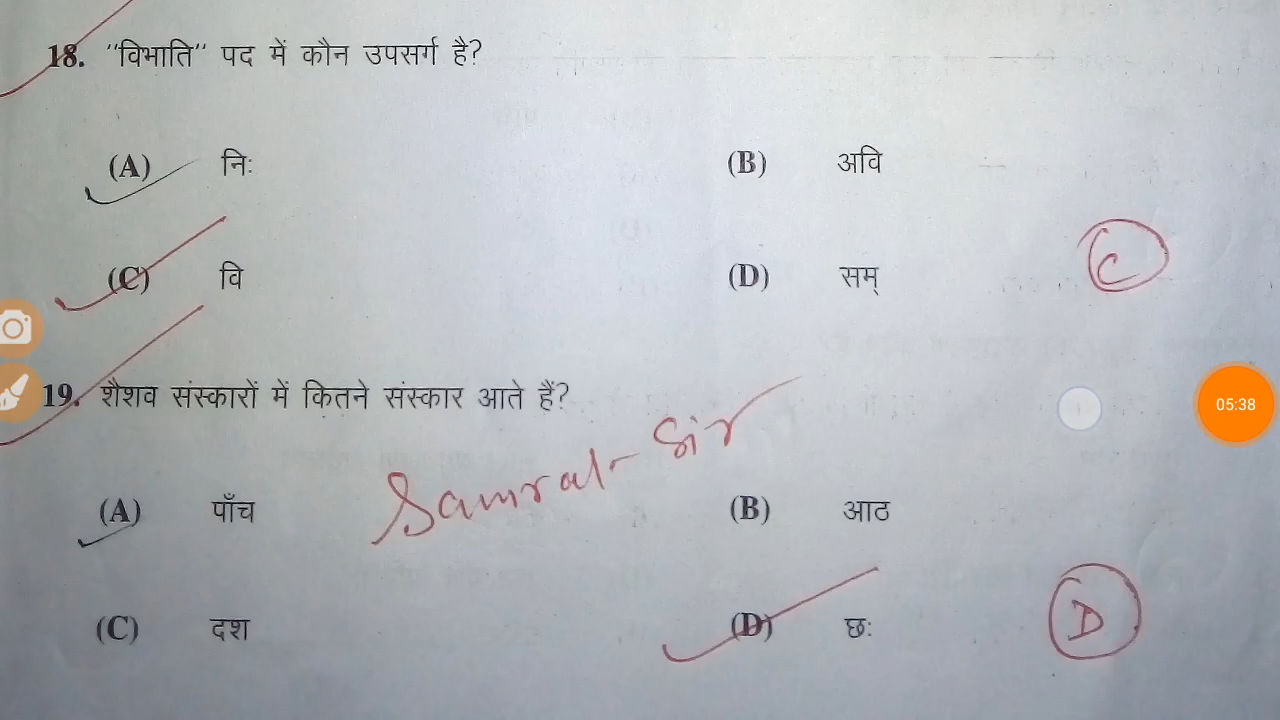 18. "विभाति" पद में कौन उपसर्ग है?
(A) निः (B) अवि
(C) वि (D) सम्
C
19. शैशव संस्कारों में कितने संस्कार आते हैं?
05:38
Samrat Sir
(A) पाँच (B) आठ
(C) दश (D) छः
D